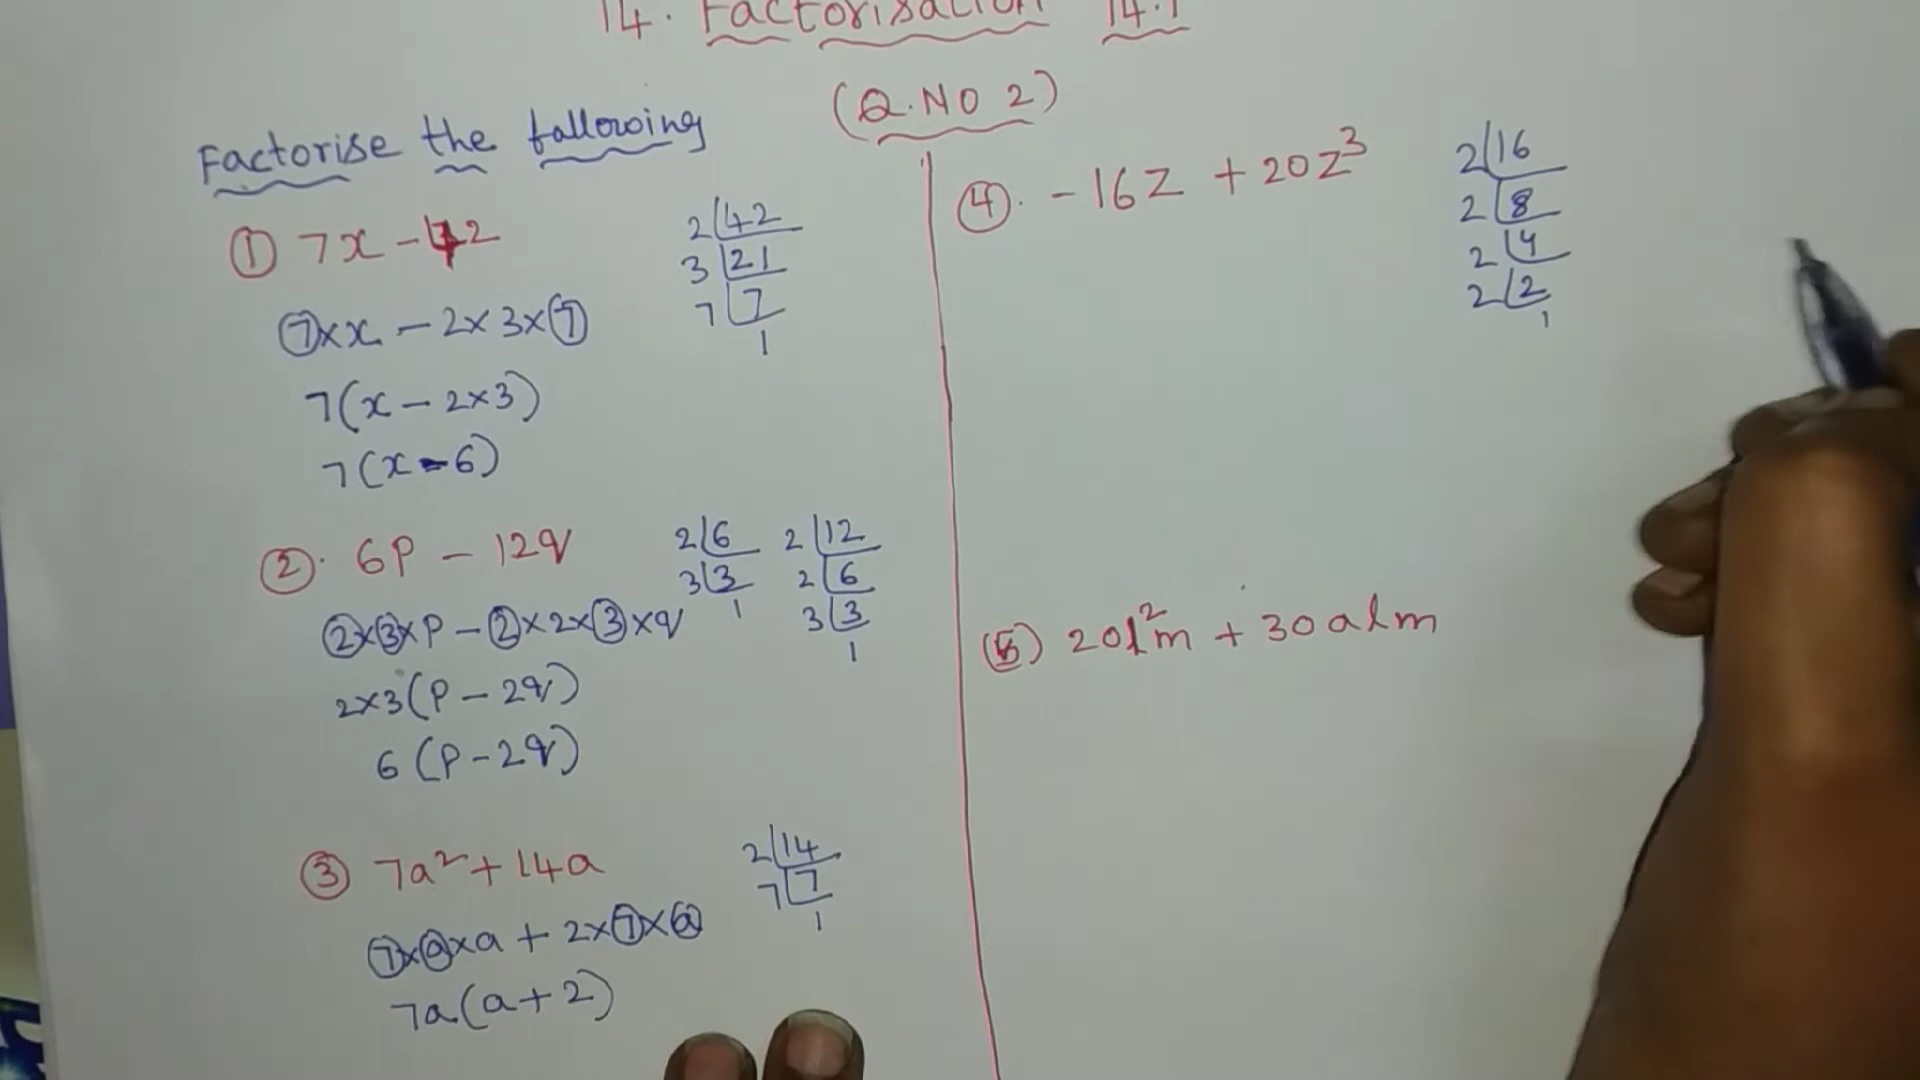 14. Factorisation 14.1
(Q.NO 2)
Factorise the fallowing
① 7x - 42
7×x - 2×3×7
7(x - 2×3)
7(x - 6)
2|42
3|21
7|7
1
②. 6p - 12q
2×3×p - 2×2×3×q
2×3(p - 2q)
6(p - 2q)
2|6
3|3
1
2|12
2|6
3|3
1
③ 7a² + 14a
7×a×a + 2×7×a
7a(a + 2)
2|14
7|7
1
④. -16z + 20z³
2|16
2|8
2|4
2|2
1
(5) 20l²m + 30alm